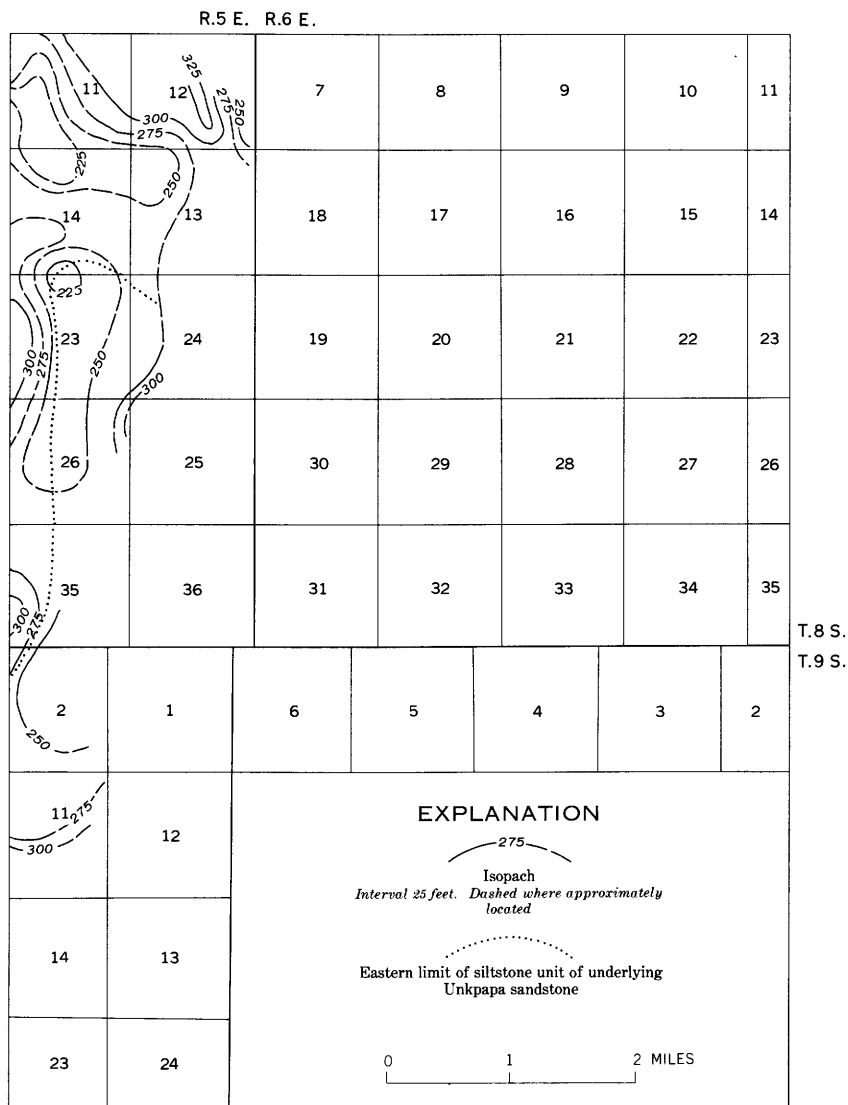 R.5 E. R.6 E.
11 12 7 8 9 10 11
325
275
250
300
275
225
250
14 13 18 17 16 15 14
225
23 24 19 20 21 22 23
300
275
250
300
26 25 30 29 28 27 26
35 36 31 32 33 34 35
300
275
T.8 S.
T.9 S.
2 1 6 5 4 3 2
250
11 12
275
300
14 13
23 24
EXPLANATION
275
Isopach
Interval 25 feet. Dashed where approximately
located
Eastern limit of siltstone unit of underlying
Unkpapa sandstone
0 1 2 MILES